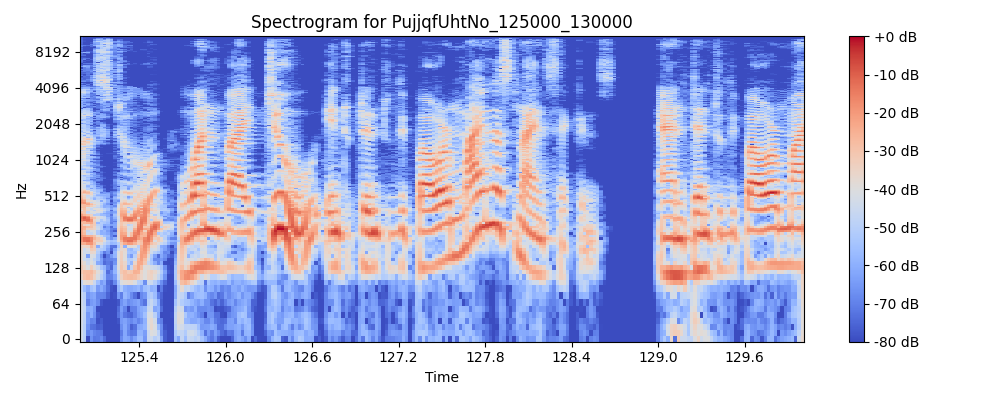 Spectrogram for PujjqfUhtNo_125000_130000
Hz
8192
4096
2048
1024
512
256
128
64
0
125.4 126.0 126.6 127.2 127.8 128.4 129.0 129.6
Time
+0 dB
-10 dB
-20 dB
-30 dB
-40 dB
-50 dB
-60 dB
-70 dB
-80 dB